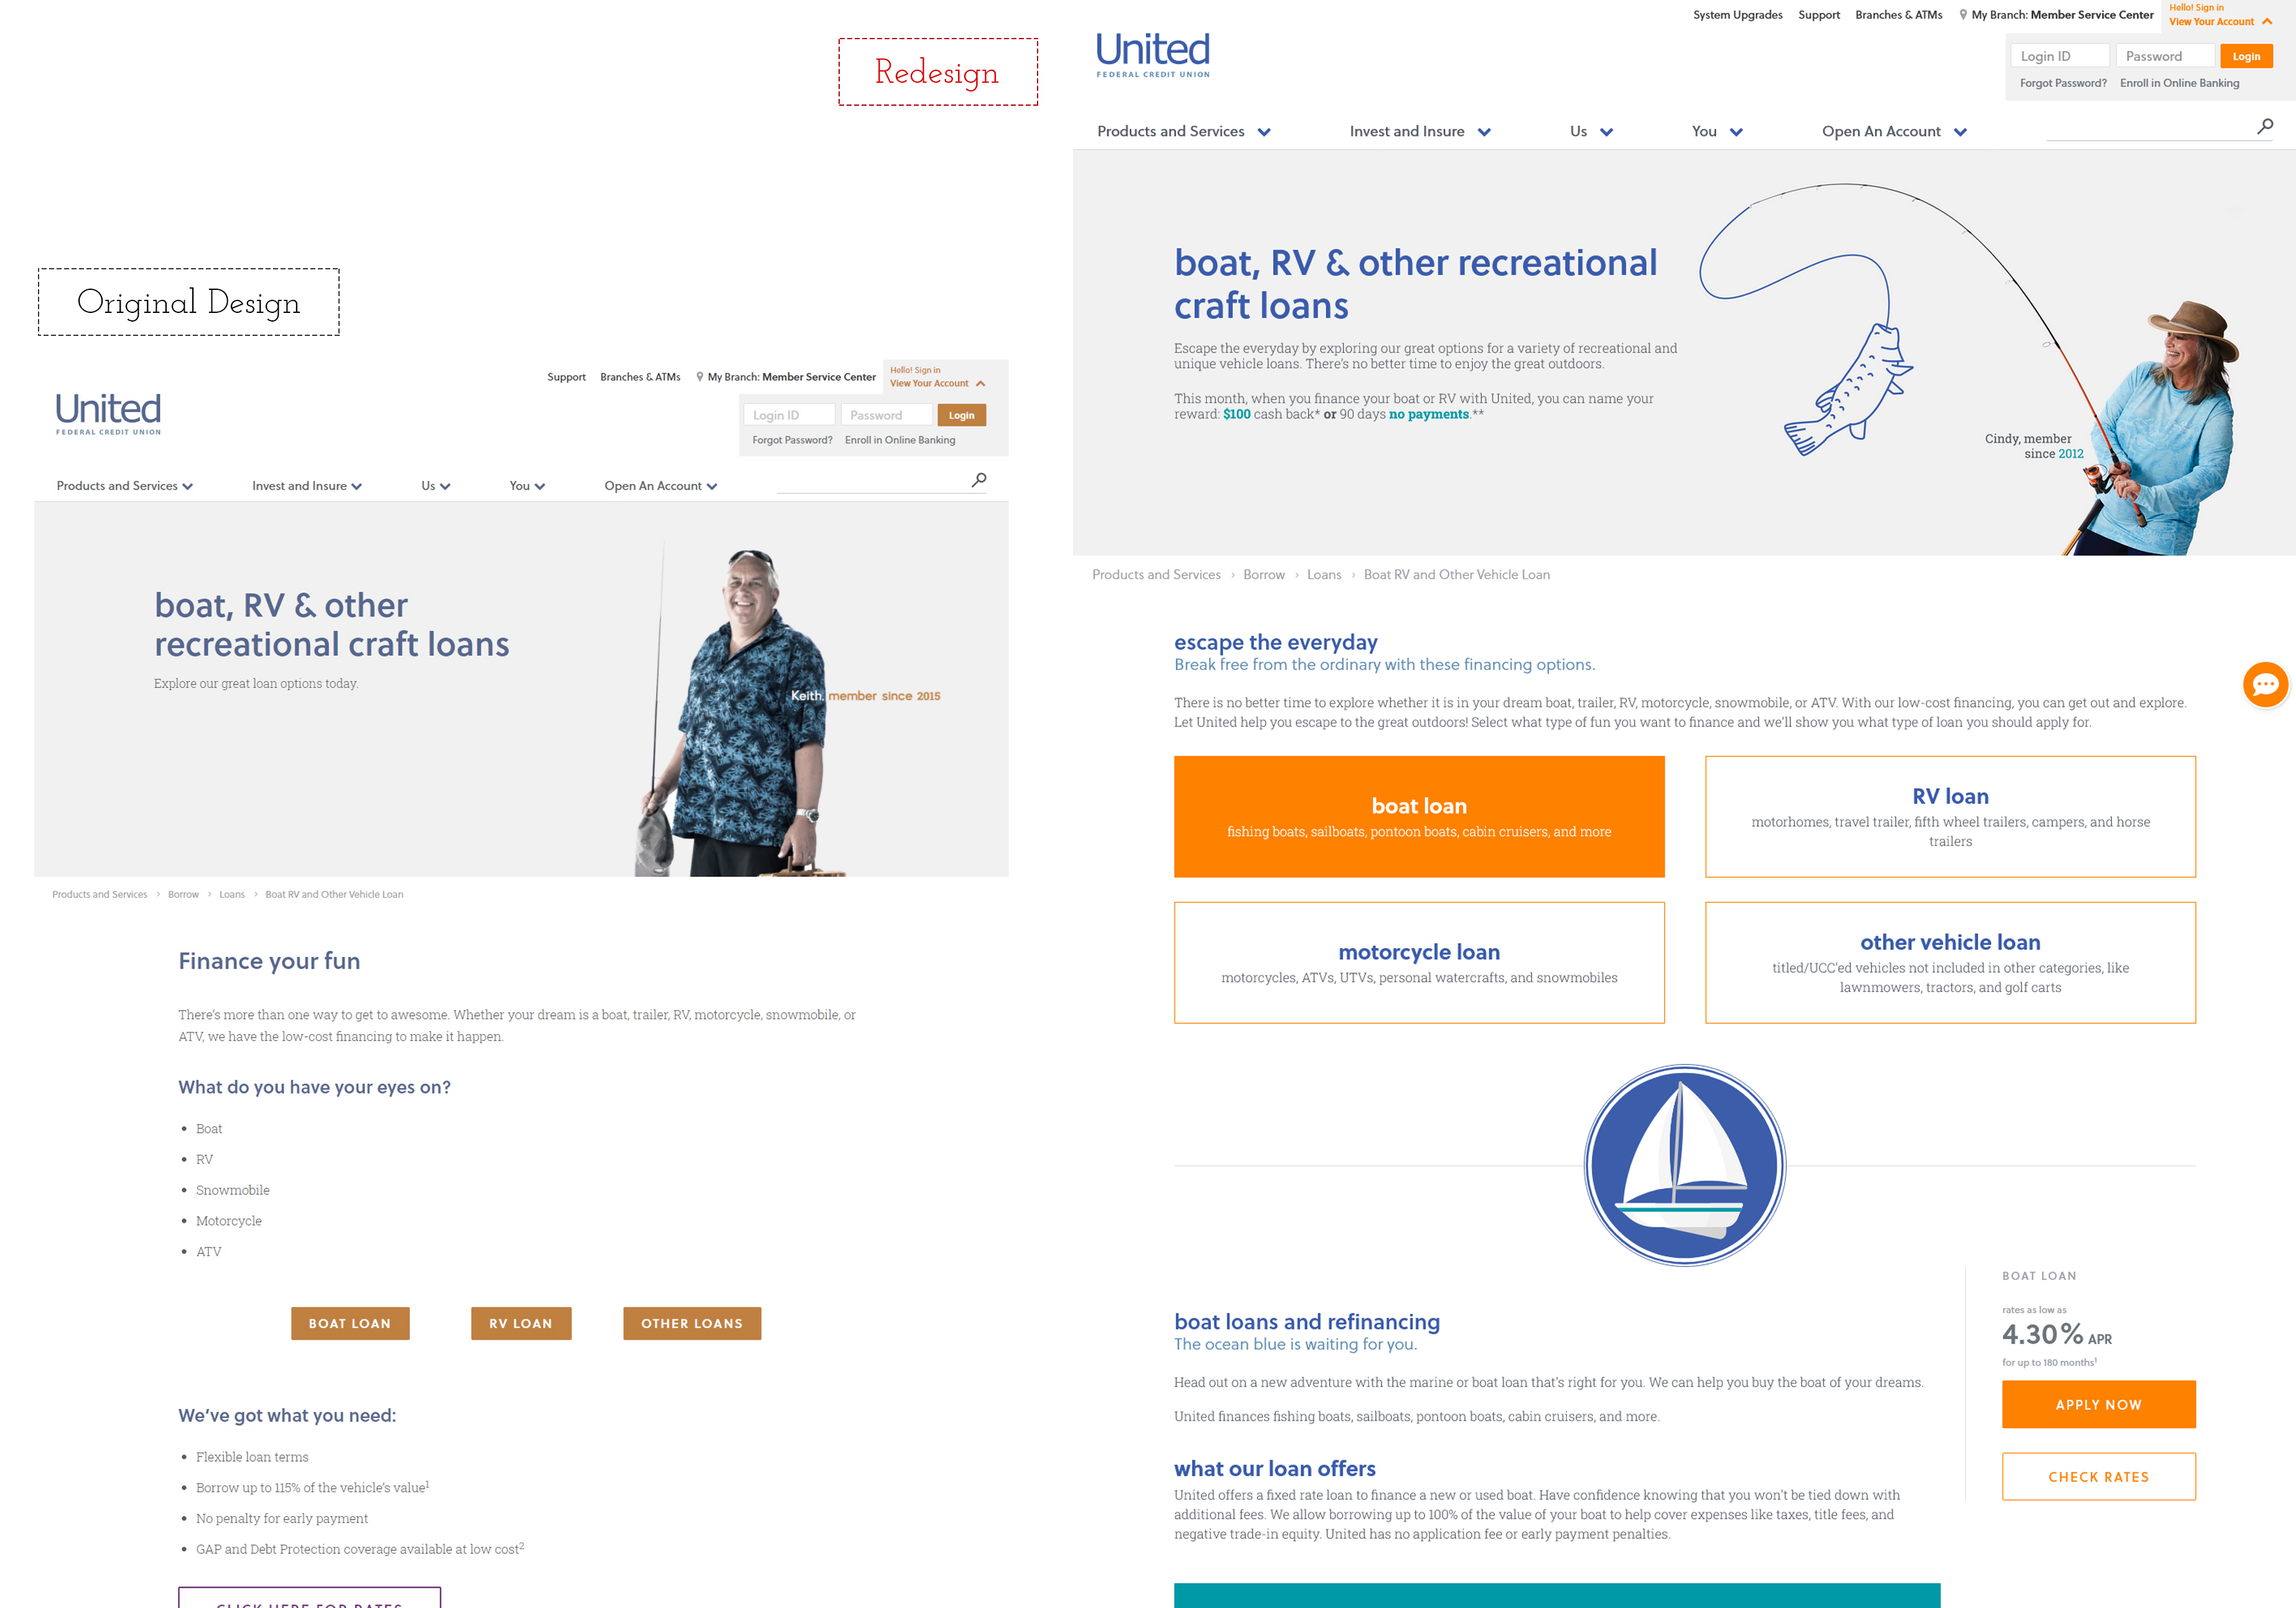 Original Design
United
FEDERAL CREDIT UNION
Support Branches & ATMs My Branch: Member Service Center
Hello! Sign in
View Your Account
Login ID Password Login
Forgot Password? Enroll in Online Banking
Products and Services Invest and Insure Us You Open An Account
boat, RV & other
recreational craft loans
Explore our great loan options today.
Keith, member since 2015
Products and Services › Borrow › Loans › Boat RV and Other Vehicle Loan
Finance your fun
There's more than one way to get to awesome. Whether your dream is a boat, trailer, RV, motorcycle, snowmobile, or
ATV, we have the low-cost financing to make it happen.
What do you have your eyes on?
• Boat
• RV
• Snowmobile
• Motorcycle
• ATV
BOAT LOAN RV LOAN OTHER LOANS
We've got what you need:
• Flexible loan terms
• Borrow up to 115% of the vehicle's value¹
• No penalty for early payment
• GAP and Debt Protection coverage available at low cost²
CLICK HERE FOR RATES
Redesign
System Upgrades Support Branches & ATMs My Branch: Member Service Center
Hello! Sign in
View Your Account
United
FEDERAL CREDIT UNION
Login ID Password Login
Forgot Password? Enroll in Online Banking
Products and Services Invest and Insure Us You Open An Account
boat, RV & other recreational
craft loans
Escape the everyday by exploring our great options for a variety of recreational and
unique vehicle loans. There's no better time to enjoy the great outdoors.
This month, when you finance your boat or RV with United, you can name your
reward: $100 cash back* or 90 days no payments.**
Cindy, member
since 2012
Products and Services › Borrow › Loans › Boat RV and Other Vehicle Loan
escape the everyday
Break free from the ordinary with these financing options.
There is no better time to explore whether it is in your dream boat, trailer, RV, motorcycle, snowmobile, or ATV. With our low-cost financing, you can get out and explore.
Let United help you escape to the great outdoors! Select what type of fun you want to finance and we'll show you what type of loan you should apply for.
boat loan
fishing boats, sailboats, pontoon boats, cabin cruisers, and more
RV loan
motorhomes, travel trailer, fifth wheel trailers, campers, and horse
trailers
motorcycle loan
motorcycles, ATVs, UTVs, personal watercrafts, and snowmobiles
other vehicle loan
titled/UCC'ed vehicles not included in other categories, like
lawnmowers, tractors, and golf carts
boat loans and refinancing
The ocean blue is waiting for you.
Head out on a new adventure with the marine or boat loan that's right for you. We can help you buy the boat of your dreams.
United finances fishing boats, sailboats, pontoon boats, cabin cruisers, and more.
what our loan offers
United offers a fixed rate loan to finance a new or used boat. Have confidence knowing that you won't be tied down with
additional fees. We allow borrowing up to 100% of the value of your boat to help cover expenses like taxes, title fees, and
negative trade-in equity. United has no application fee or early payment penalties.
BOAT LOAN
rates as low as
4.30% APR
for up to 180 months¹
APPLY NOW
CHECK RATES